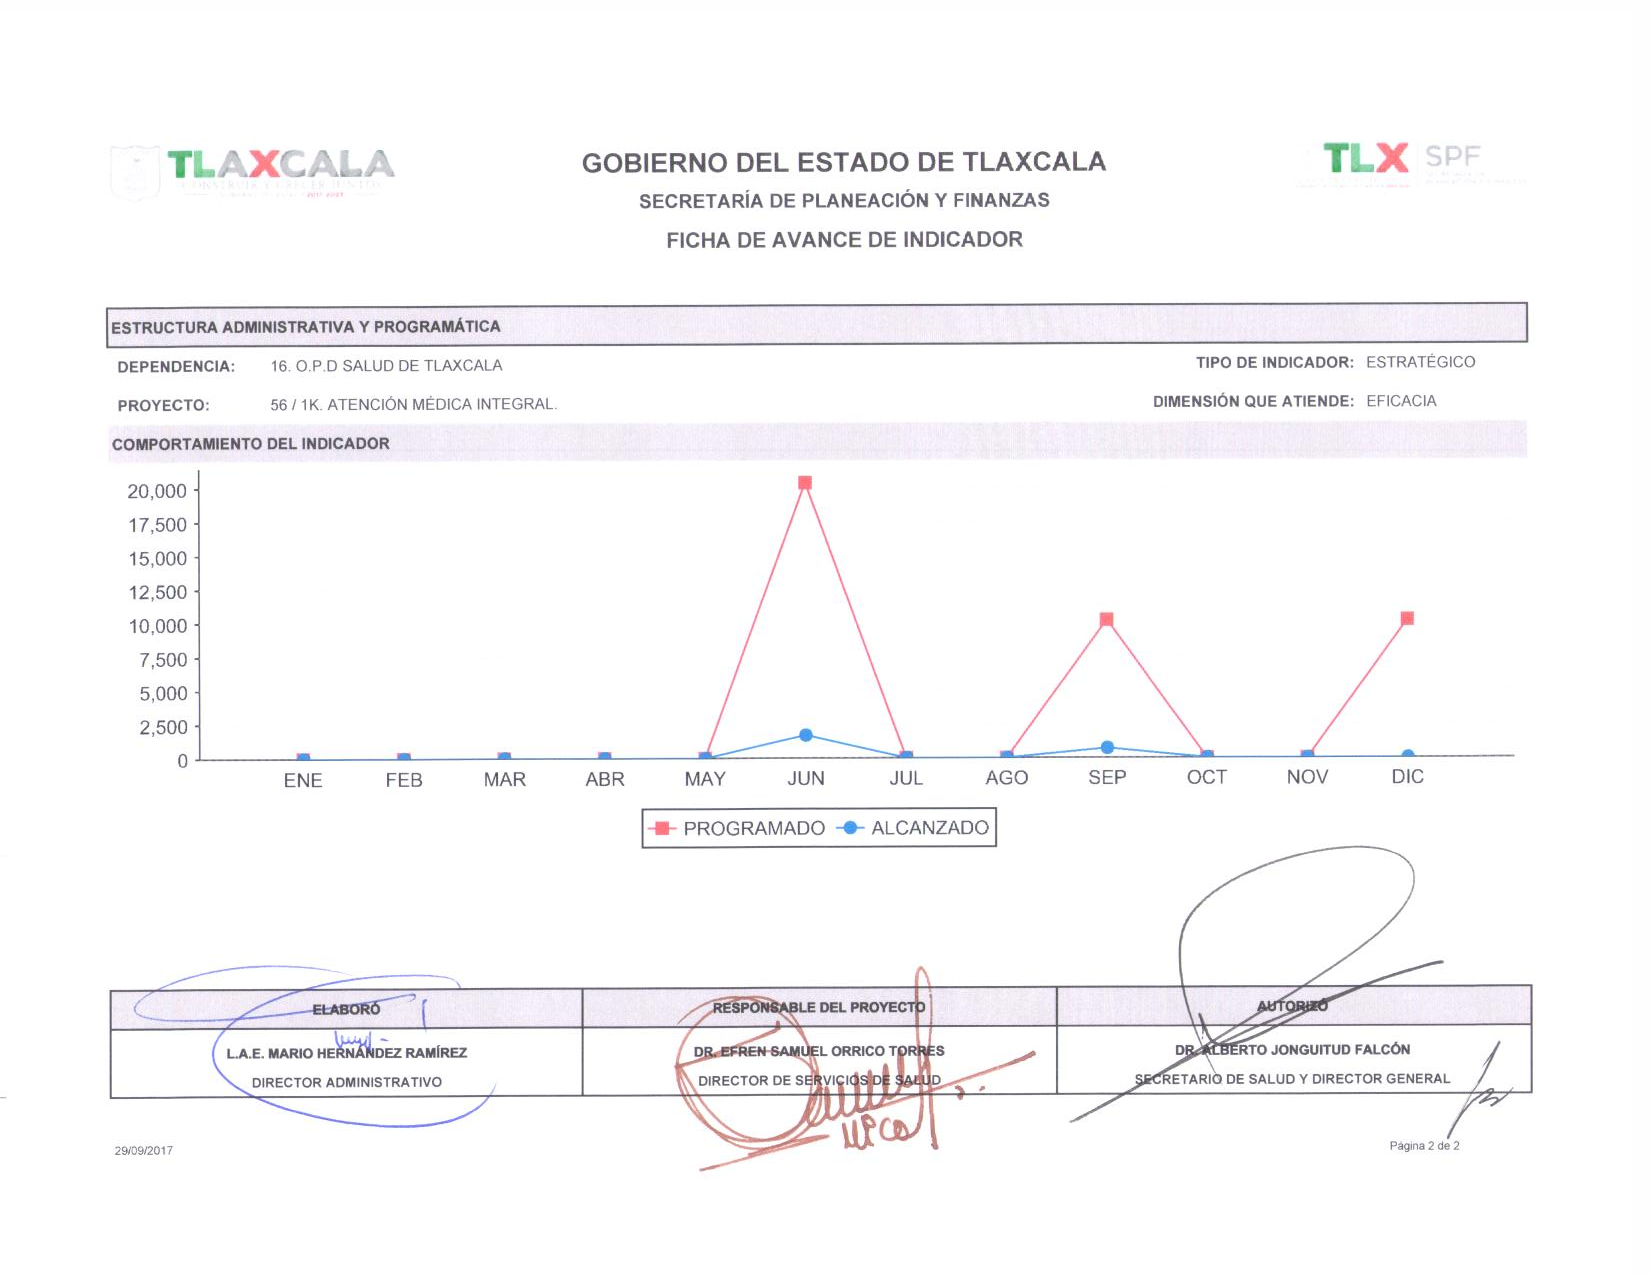 TLAXCALA
CONSTRUIR Y CRECER JUNTOS
GOBIERNO DEL ESTADO DE TLAXCALA
TLX SPF
SECRETARÍA DE PLANEACIÓN Y FINANZAS
FICHA DE AVANCE DE INDICADOR
ESTRUCTURA ADMINISTRATIVA Y PROGRAMÁTICA
DEPENDENCIA: 16. O.P.D SALUD DE TLAXCALA
TIPO DE INDICADOR: ESTRATÉGICO
PROYECTO: 56 / 1K. ATENCIÓN MÉDICA INTEGRAL.
DIMENSIÓN QUE ATIENDE: EFICACIA
COMPORTAMIENTO DEL INDICADOR
20,000
17,500
15,000
12,500
10,000
7,500
5,000
2,500
0
ENE FEB MAR ABR MAY JUN JUL AGO SEP OCT NOV DIC
PROGRAMADO ALCANZADO
ELABORÓ
L.A.E. MARIO HERNÁNDEZ RAMÍREZ
DIRECTOR ADMINISTRATIVO
RESPONSABLE DEL PROYECTO
DR. EFREN SAMUEL ORRICO TORRES
DIRECTOR DE SERVICIOS DE SALUD
AUTORIZÓ
DR. ALBERTO JONGUITUD FALCÓN
SECRETARIO DE SALUD Y DIRECTOR GENERAL
29/09/2017
Página 2 de 2